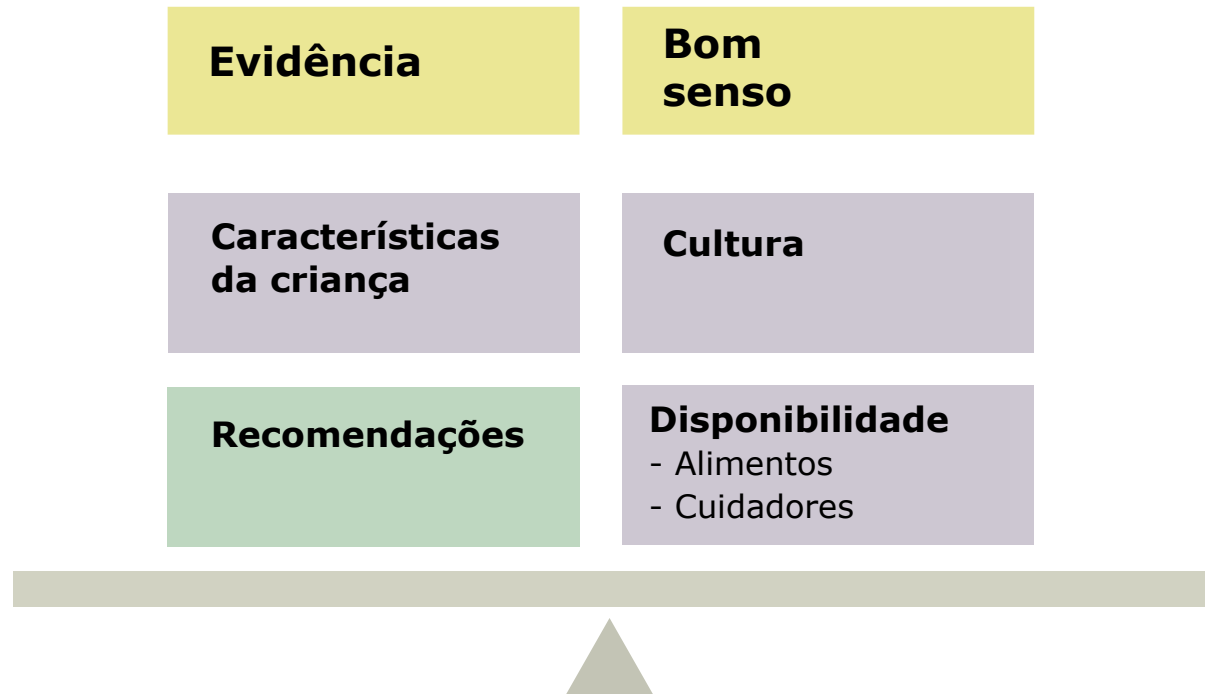 Evidência
Bom
senso
Características
da criança
Cultura
Recomendações
Disponibilidade
- Alimentos
- Cuidadores